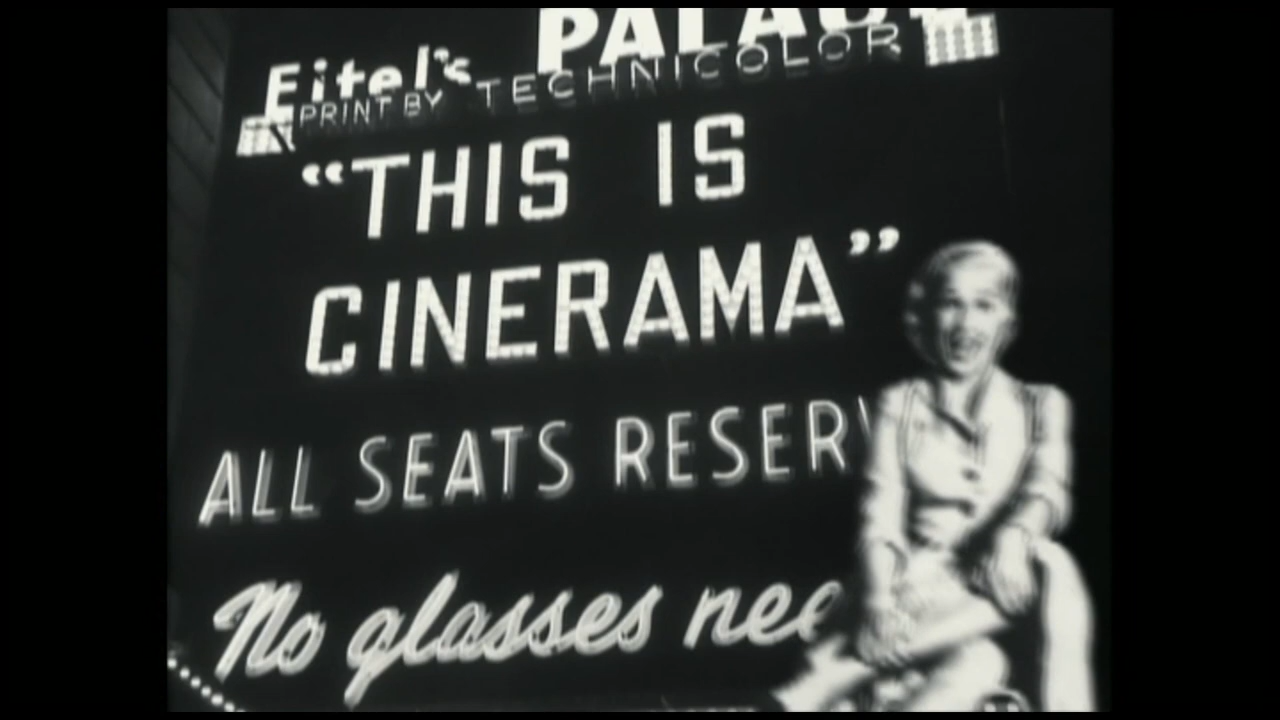 Eitel's PALACE
PRINT BY TECHNICOLOR
"THIS IS
CINERAMA"
ALL SEATS RESERV
No glasses nee